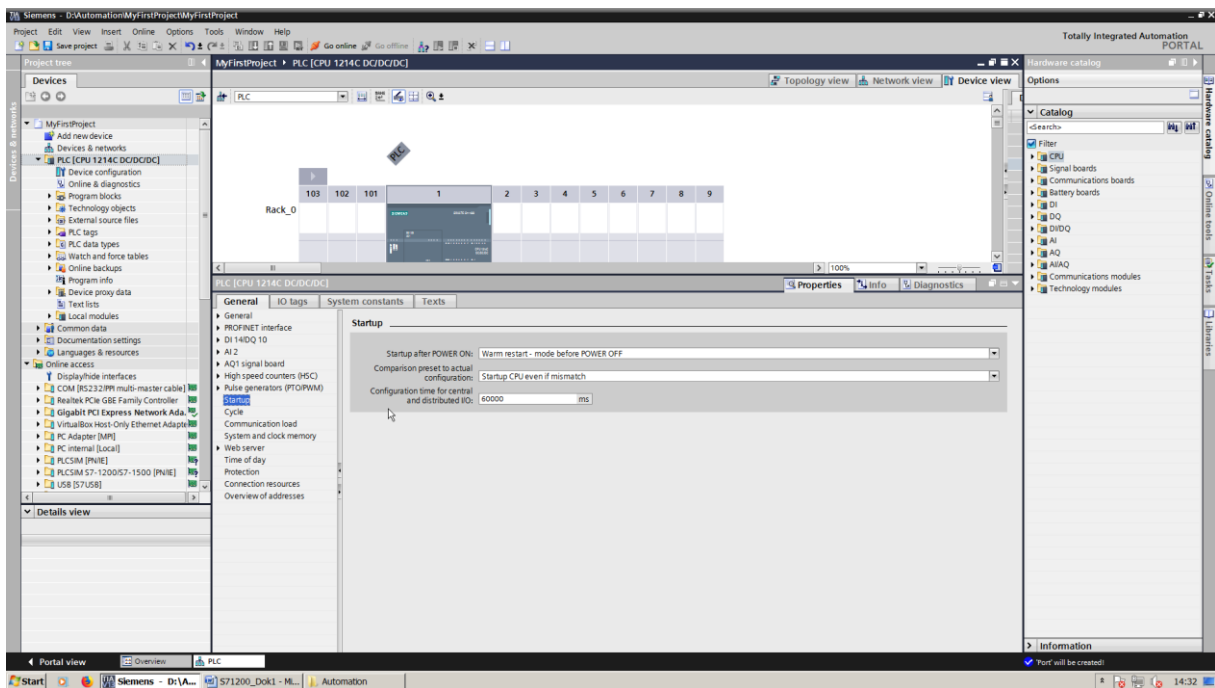 Siemens - D:\Automation\MyFirstProject\MyFirstProject
Project Edit View Insert Online Options Tools Window Help
Save project Go online Go offline
Totally Integrated Automation
PORTAL
Project tree
MyFirstProject PLC [CPU 1214C DC/DC/DC]
Hardware catalog
Devices
Topology view Network view Device view
Options
PLC
MyFirstProject
Add new device
Devices & networks
PLC [CPU 1214C DC/DC/DC]
Device configuration
Online & diagnostics
Program blocks
Technology objects
External source files
PLC tags
PLC data types
Watch and force tables
Online backups
Program info
Device proxy data
Text lists
Local modules
Common data
Documentation settings
Languages & resources
Online access
Display/hide interfaces
COM [RS232/PPI multi-master cable]
Realtek PCIe GBE Family Controller
Gigabit PCI Express Network Ada.
VirtualBox Host-Only Ethernet Adapte
PC Adapter [MPI]
PC internal [Local]
PLCSIM [PN/IE]
PLCSIM S7-1200/S7-1500 [PN/IE]
USB [S7USB]
Details view
PLC
103 102 101 1 2 3 4 5 6 7 8 9
Rack_0
100%
PLC [CPU 1214C DC/DC/DC]
Properties Info Diagnostics
General IO tags System constants Texts
General
PROFINET interface
DI 14/DQ 10
AI 2
AQ1 signal board
High speed counters (HSC)
Pulse generators (PTO/PWM)
Startup
Cycle
Communication load
System and clock memory
Web server
Time of day
Protection
Connection resources
Overview of addresses
Startup
Startup after POWER ON: Warm restart - mode before POWER OFF
Comparison preset to actual
configuration: Startup CPU even if mismatch
Configuration time for central
and distributed I/O: 60000 ms
Catalog
<Search>
Filter
CPU
Signal boards
Communications boards
Battery boards
DI
DQ
DI/DQ
AI
AQ
AI/AQ
Communications modules
Technology modules
Information
Devices & networks
Hardware catalog
Online tools
Tasks
Libraries
Portal view Overview PLC
'Port' will be created!
Start Siemens - D:\A... S71200_Dok1 - Mi... Automation 14:32